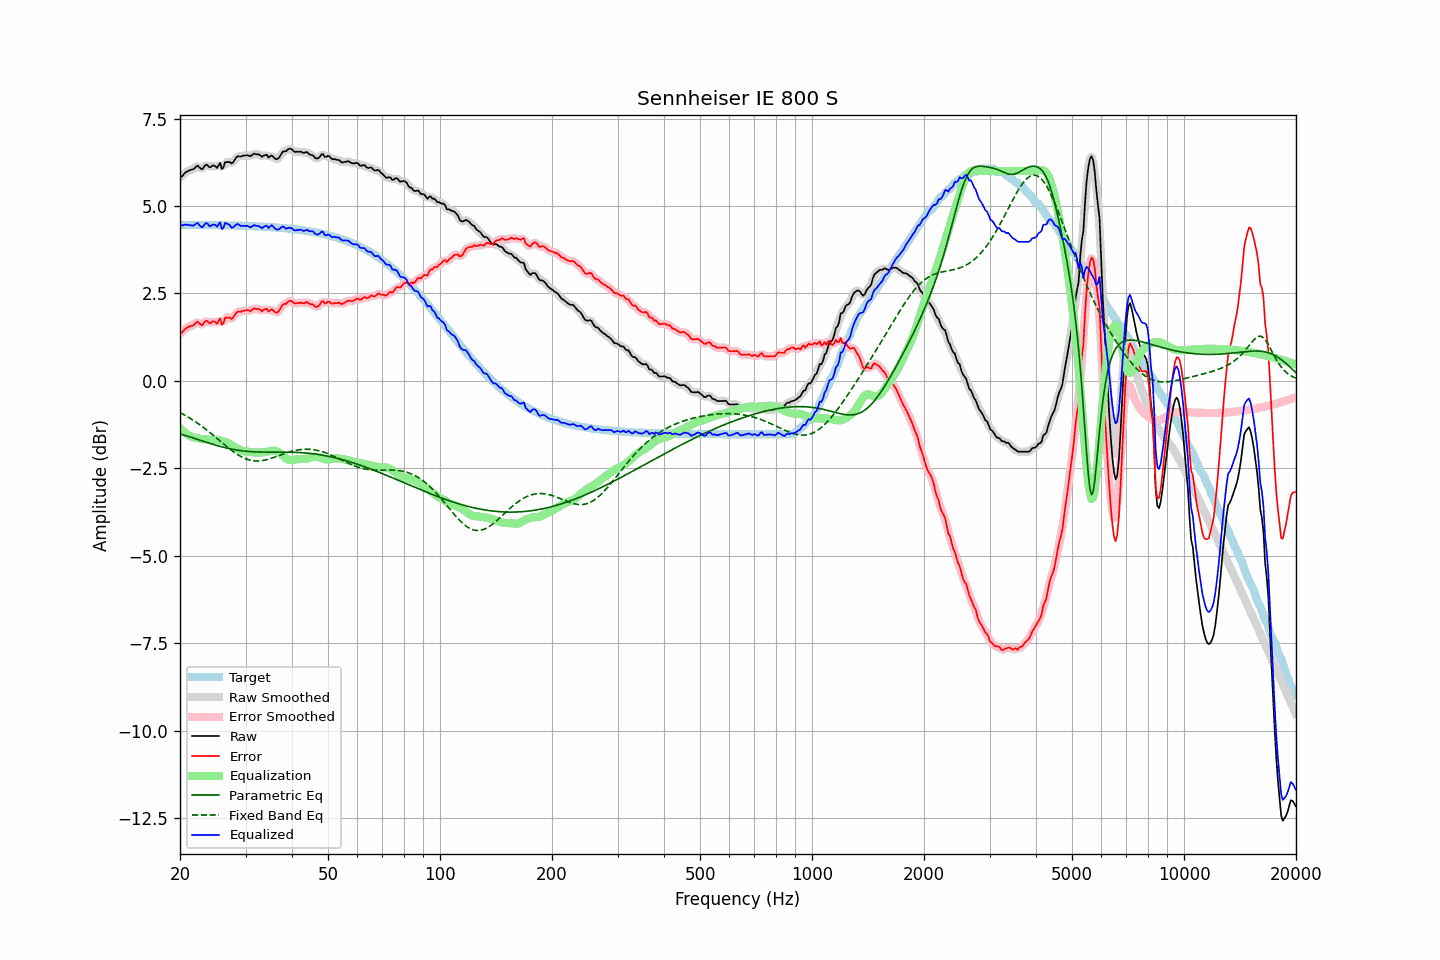 Sennheiser IE 800 S
7.5
5.0
2.5
0.0
−2.5
−5.0
−7.5
−10.0
−12.5
Amplitude (dBr)
Target
Raw Smoothed
Error Smoothed
Raw
Error
Equalization
Parametric Eq
Fixed Band Eq
Equalized
20 50 100 200 500 1000 2000 5000 10000 20000
Frequency (Hz)